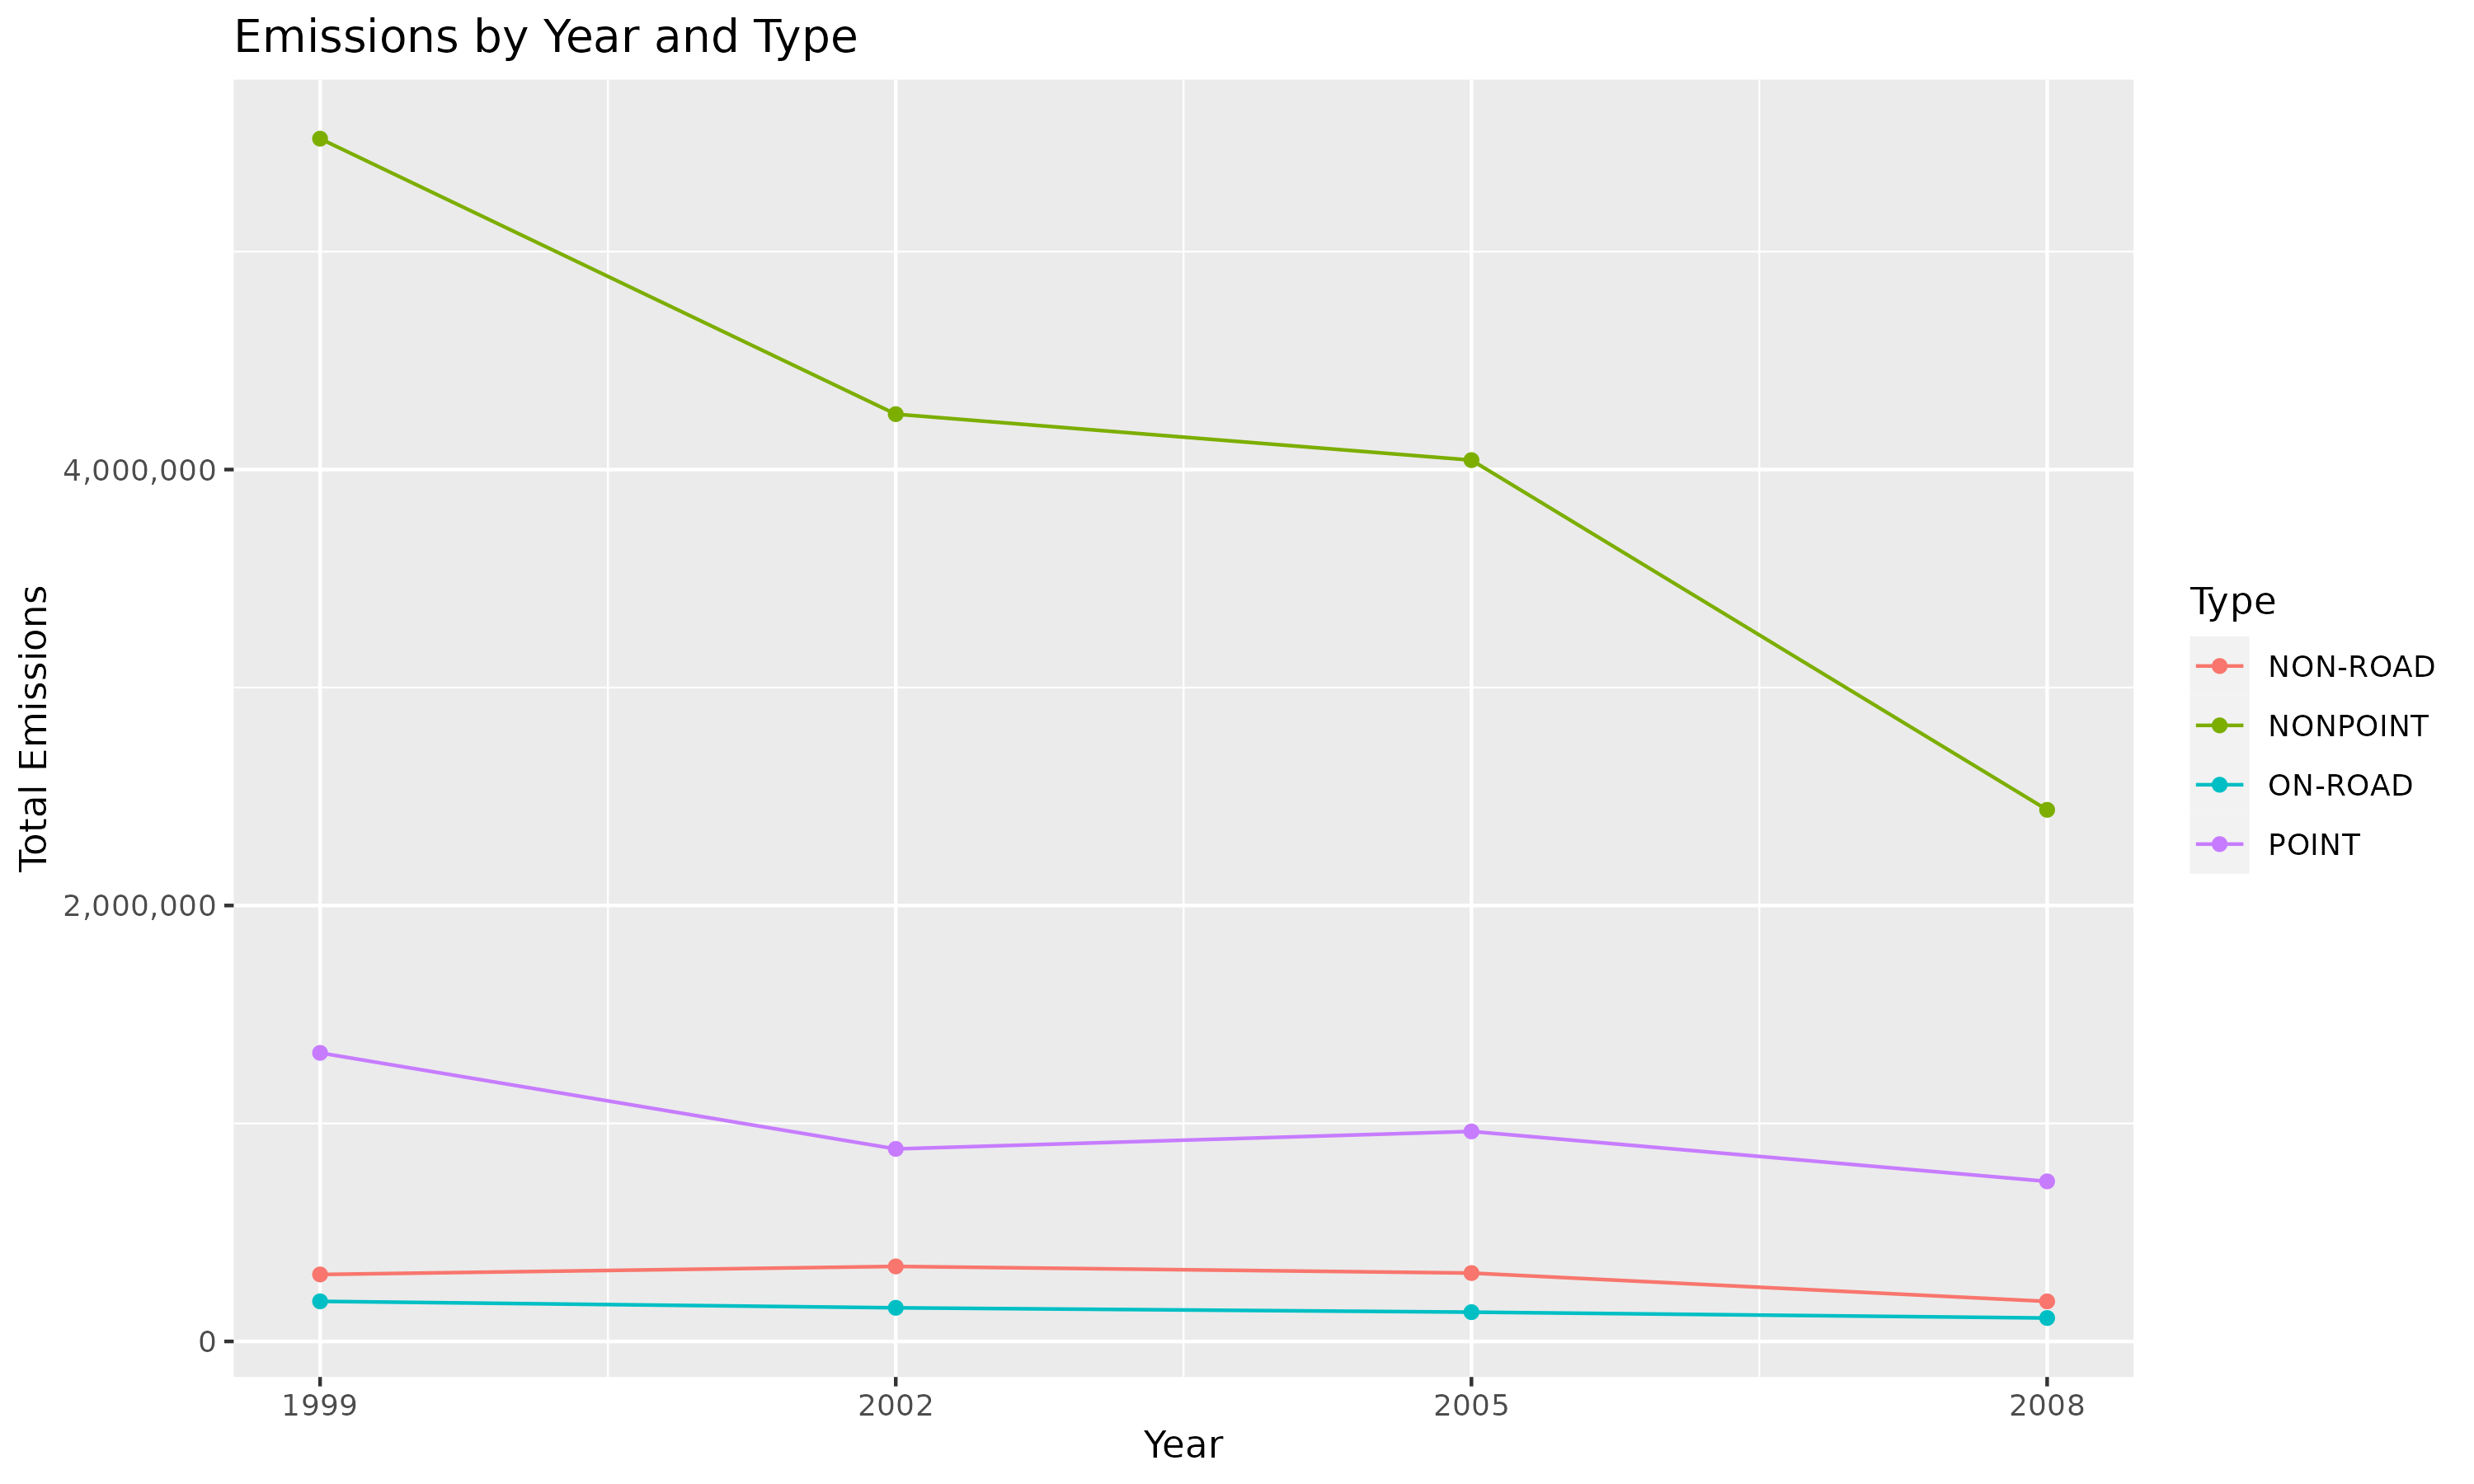 Emissions by Year and Type
Total Emissions
4,000,000
2,000,000
0
1999
2002
2005
2008
Year
Type
NON-ROAD
NONPOINT
ON-ROAD
POINT